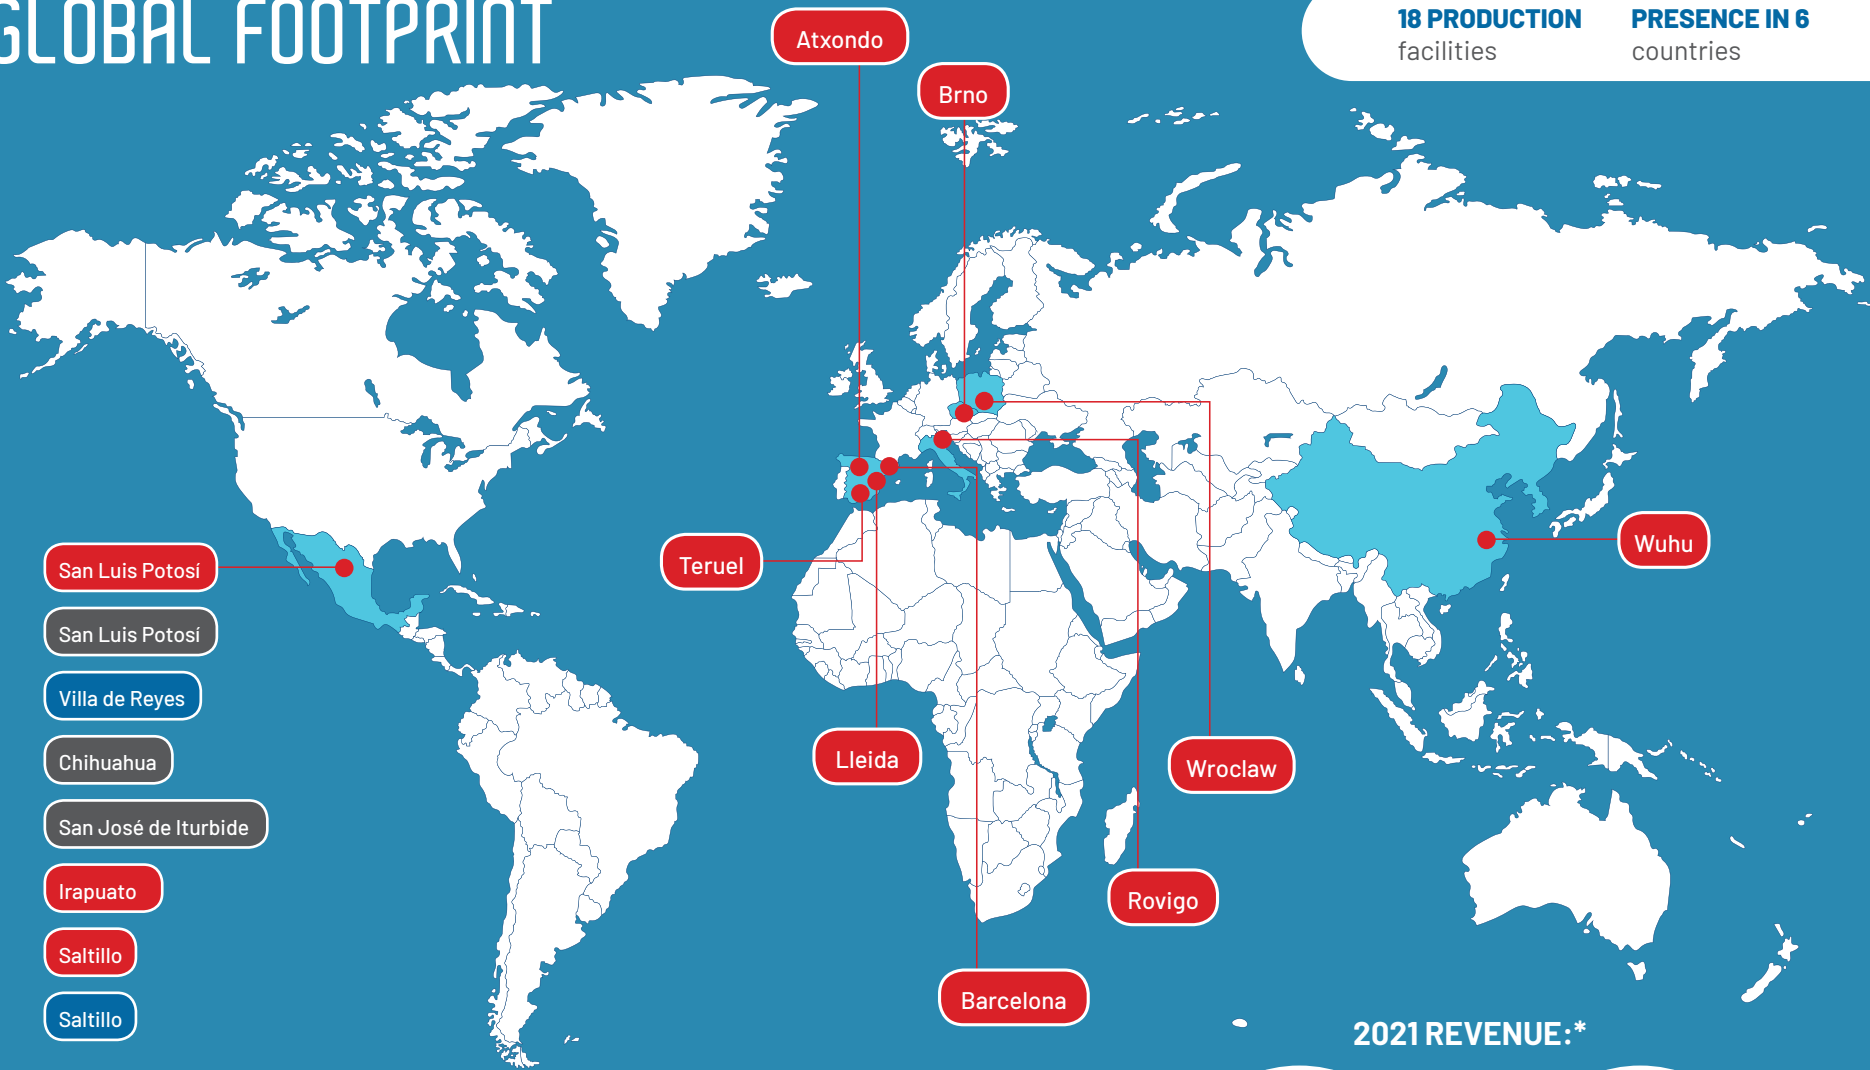 GLOBAL FOOTPRINT
18 PRODUCTION
facilities
PRESENCE IN 6
countries
Atxondo
Brno
San Luis Potosí
San Luis Potosí
Villa de Reyes
Chihuahua
San José de Iturbide
Irapuato
Saltillo
Saltillo
Teruel
Wuhu
Lleida
Wroclaw
Rovigo
Barcelona
2021 REVENUE:*